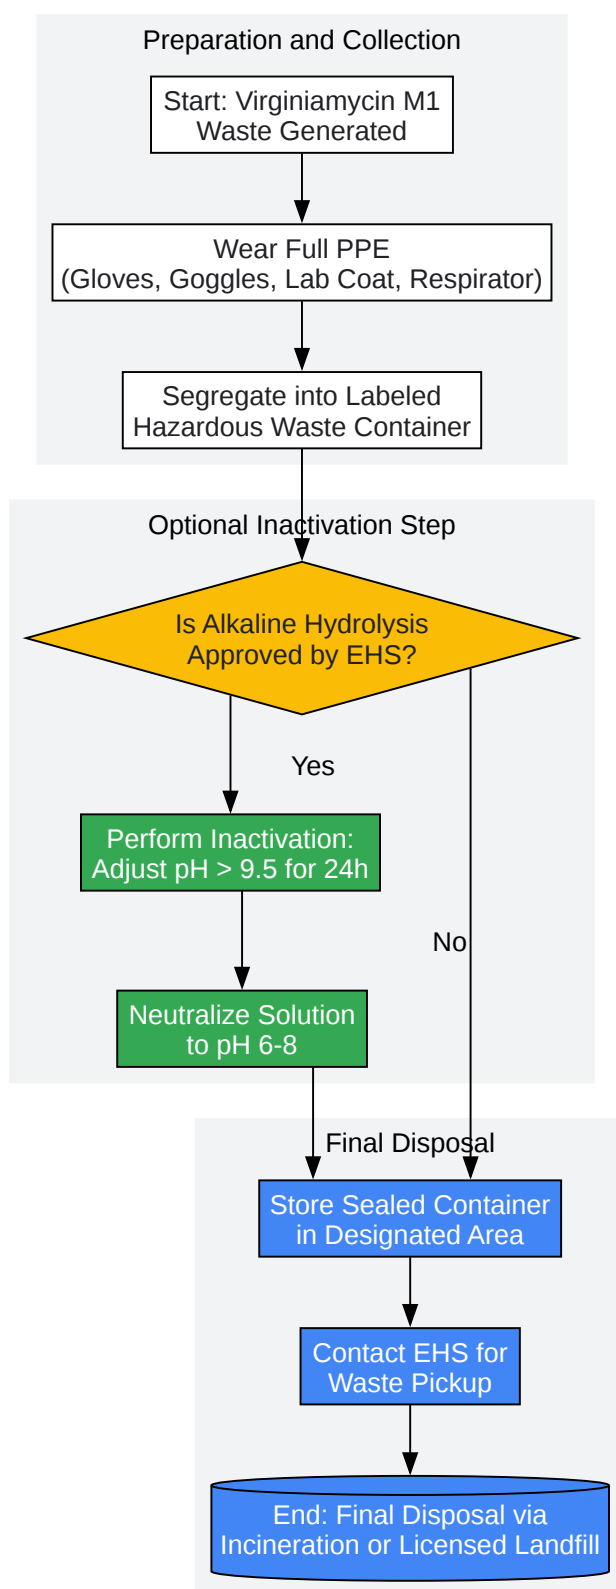 Preparation and Collection
Start: Virginiamycin M1
Waste Generated
Wear Full PPE
(Gloves, Goggles, Lab Coat, Respirator)
Segregate into Labeled
Hazardous Waste Container
Optional Inactivation Step
Is Alkaline Hydrolysis
Approved by EHS?
Yes
Perform Inactivation:
Adjust pH > 9.5 for 24h
No
Neutralize Solution
to pH 6-8
Final Disposal
Store Sealed Container
in Designated Area
Contact EHS for
Waste Pickup
End: Final Disposal via
Incineration or Licensed Landfill